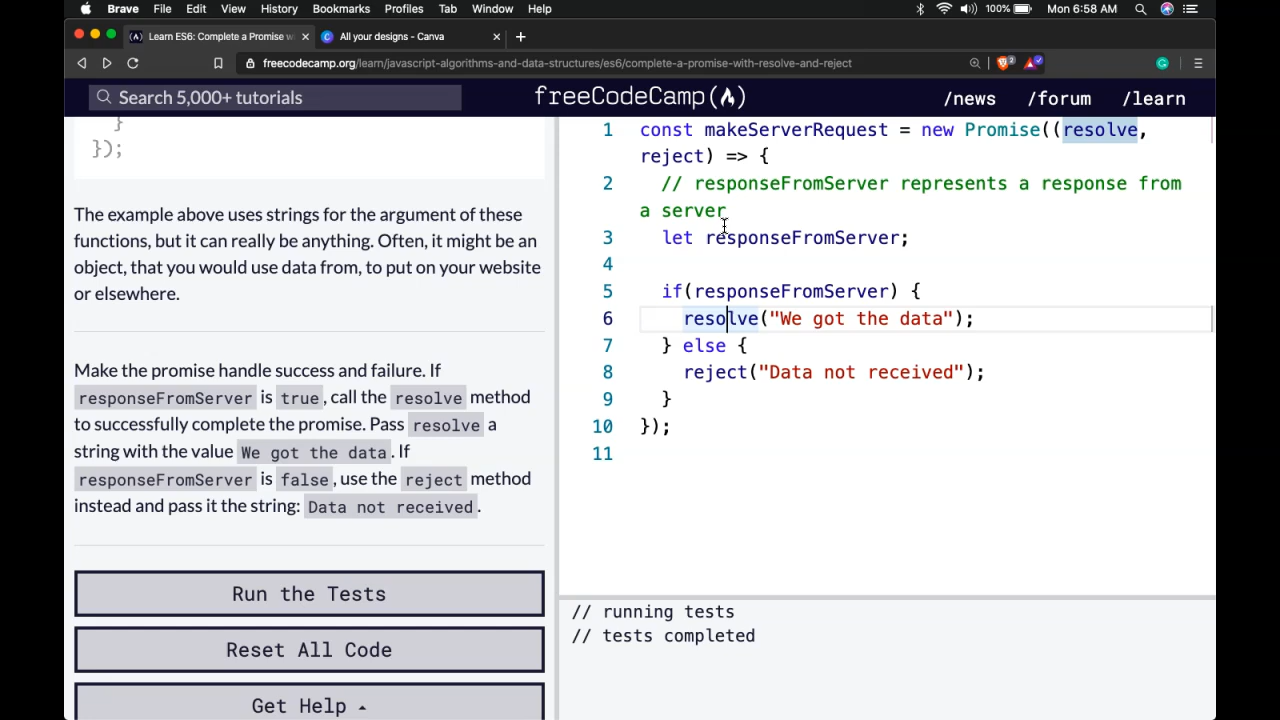 Brave File Edit View History Bookmarks Profiles Tab Window Help 100% Mon 6:58 AM
Learn ES6: Complete a Promise w All your designs - Canva
freecodecamp.org/learn/javascript-algorithms-and-data-structures/es6/complete-a-promise-with-resolve-and-reject
Search 5,000+ tutorials freeCodeCamp /news /forum /learn
}
});
The example above uses strings for the argument of these
functions, but it can really be anything. Often, it might be an
object, that you would use data from, to put on your website
or elsewhere.
Make the promise handle success and failure. If
responseFromServer is true, call the resolve method
to successfully complete the promise. Pass resolve a
string with the value We got the data. If
responseFromServer is false, use the reject method
instead and pass it the string: Data not received.
Run the Tests
Reset All Code
Get Help
1 const makeServerRequest = new Promise((resolve,
reject) => {
2 // responseFromServer represents a response from
a server
3 let responseFromServer;
4
5 if(responseFromServer) {
6 resolve("We got the data");
7 } else {
8 reject("Data not received");
9 }
10 });
11
// running tests
// tests completed